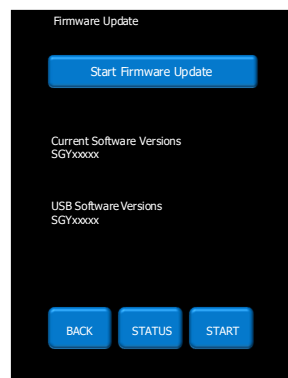 Firmware Update
Start Firmware Update
Current Software Versions
SGYxxxxx
USB Software Versions
SGYxxxxx
BACK
STATUS
START